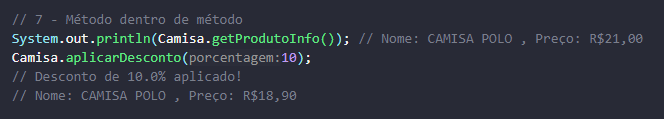 // 7 - Método dentro de método
System.out.println(Camisa.getProdutoInfo()); // Nome: CAMISA POLO , Preço: R$21,00
Camisa.aplicarDesconto(porcentagem:10);
// Desconto de 10.0% aplicado!
// Nome: CAMISA POLO , Preço: R$18,90